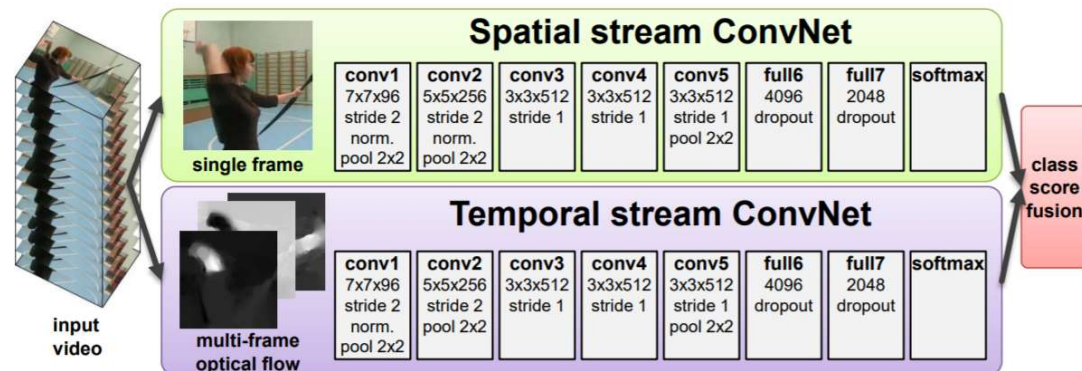 Spatial stream ConvNet
conv1
7x7x96
stride 2
norm.
pool 2x2
conv2
5x5x256
stride 2
norm.
pool 2x2
conv3
3x3x512
stride 1
conv4
3x3x512
stride 1
conv5
3x3x512
stride 1
pool 2x2
full6
4096
dropout
full7
2048
dropout
softmax
single frame
Temporal stream ConvNet
conv1
7x7x96
stride 2
norm.
pool 2x2
conv2
5x5x256
stride 2
pool 2x2
conv3
3x3x512
stride 1
conv4
3x3x512
stride 1
conv5
3x3x512
stride 1
pool 2x2
full6
4096
dropout
full7
2048
dropout
softmax
multi-frame
optical flow
input
video
class
score
fusion